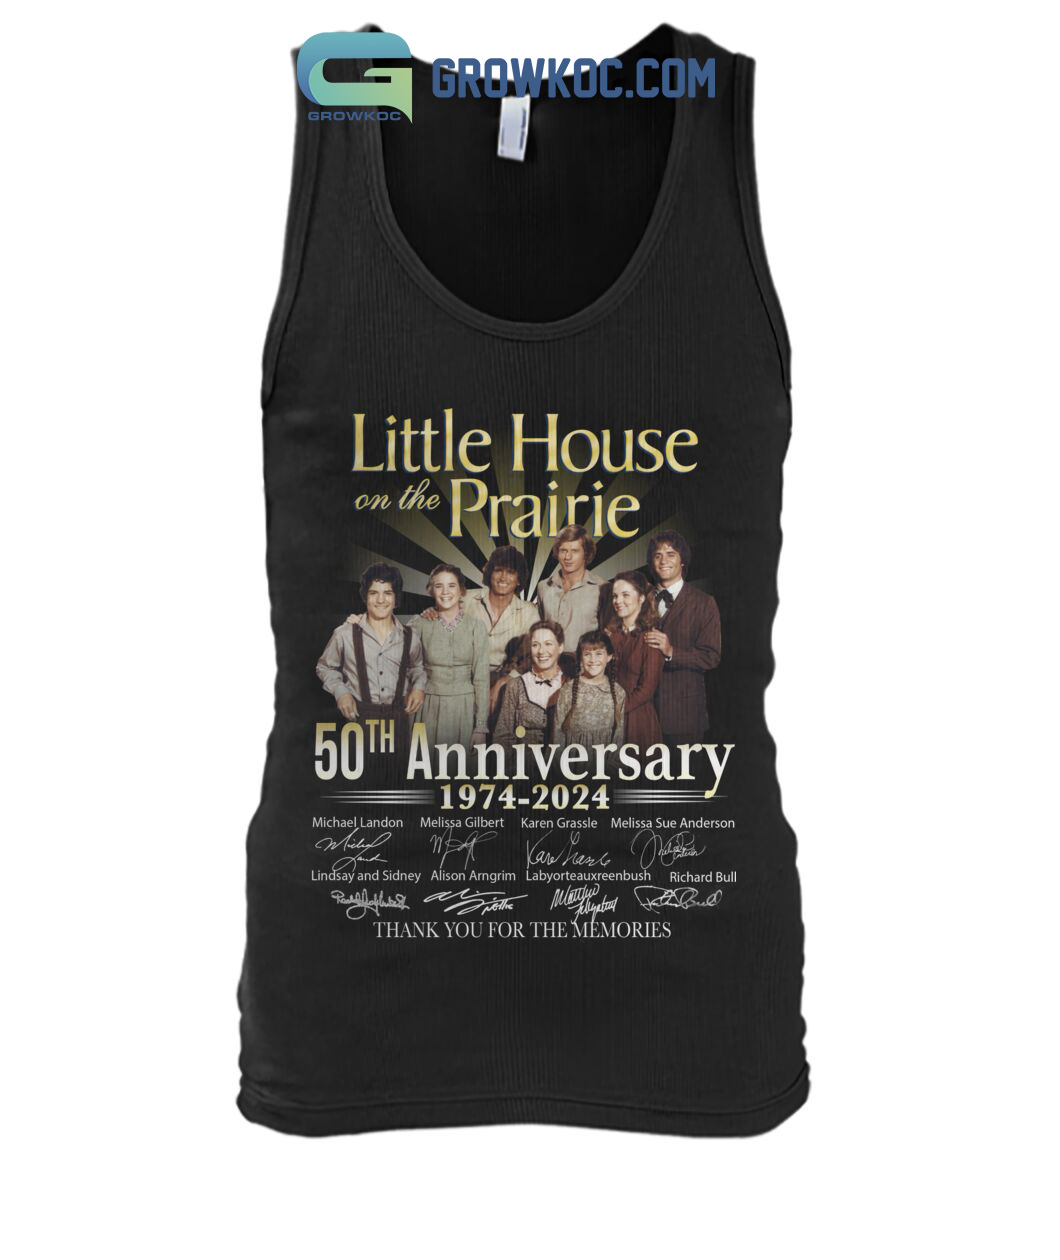 GROWKOC.COM
GROWKOC
Little House
on the Prairie
50TH Anniversary
1974-2024
Michael Landon Melissa Gilbert Karen Grassle Melissa Sue Anderson
Lindsay and Sidney Alison Arngrim Labyorteauxreenbush Richard Bull
THANK YOU FOR THE MEMORIES